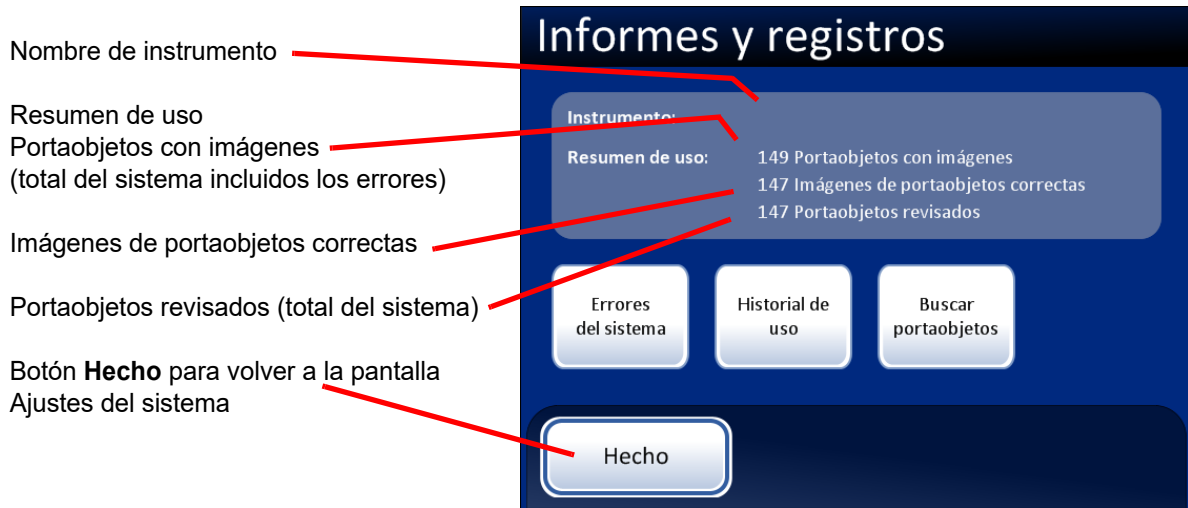 Nombre de instrumento
Resumen de uso
Portaobjetos con imágenes
(total del sistema incluidos los errores)
Imágenes de portaobjetos correctas
Portaobjetos revisados (total del sistema)
Botón Hecho para volver a la pantalla
Ajustes del sistema
Informes y registros
Instrumento:
Resumen de uso: 149 Portaobjetos con imágenes
147 Imágenes de portaobjetos correctas
147 Portaobjetos revisados
Errores
del sistema
Historial de
uso
Buscar
portaobjetos
Hecho